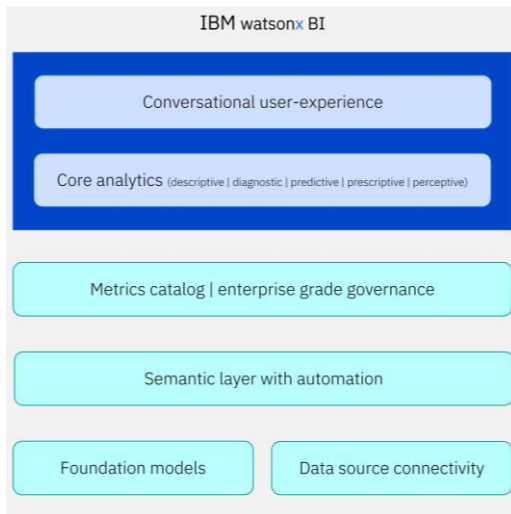 IBM watsonx BI
Conversational user-experience
Core analytics (descriptive | diagnostic | predictive | prescriptive | perceptive)
Metrics catalog | enterprise grade governance
Semantic layer with automation
Foundation models
Data source connectivity